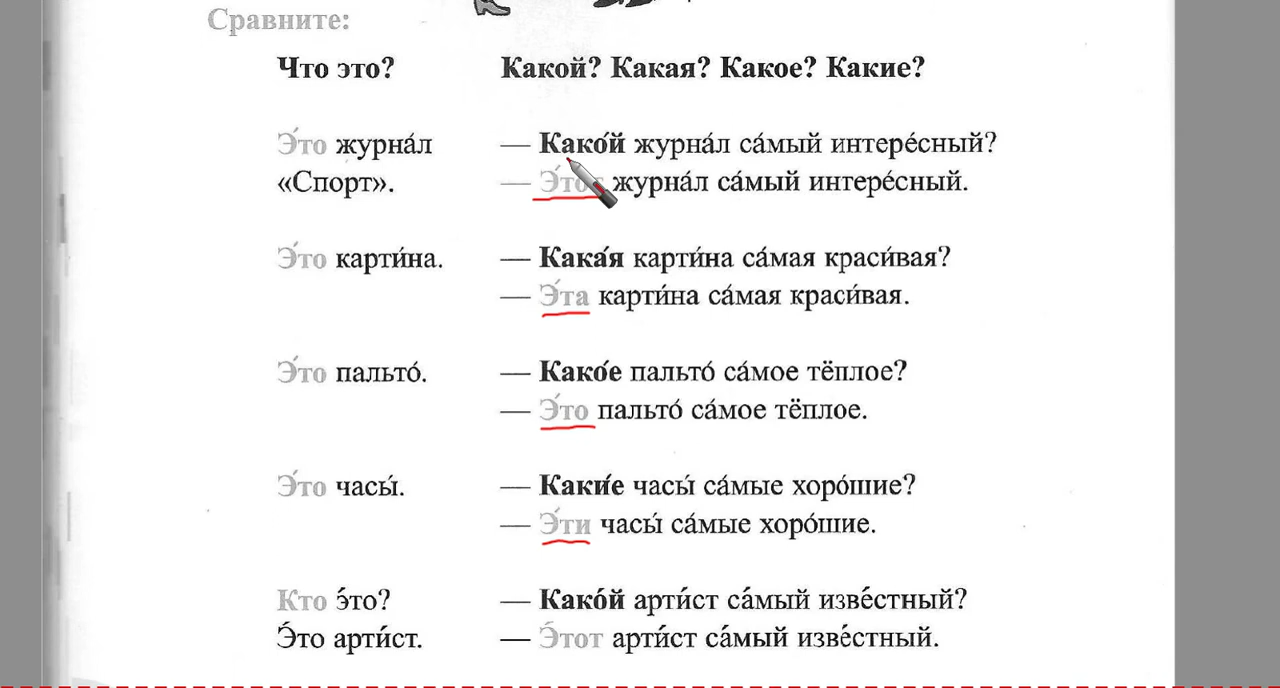 Сравните:
Что это? Какой? Какая? Какое? Какие?
Э́то журна́л — Како́й журна́л са́мый интере́сный?
«Спорт». — Э́тот журна́л са́мый интере́сный.
Э́то карти́на. — Кака́я карти́на са́мая краси́вая?
— Э́та карти́на са́мая краси́вая.
Э́то пальто́. — Како́е пальто́ са́мое тёплое?
— Э́то пальто́ са́мое тёплое.
Э́то часы́. — Каки́е часы́ са́мые хоро́шие?
— Э́ти часы́ са́мые хоро́шие.
Кто э́то? — Како́й арти́ст са́мый изве́стный?
Э́то арти́ст. — Э́тот арти́ст са́мый изве́стный.